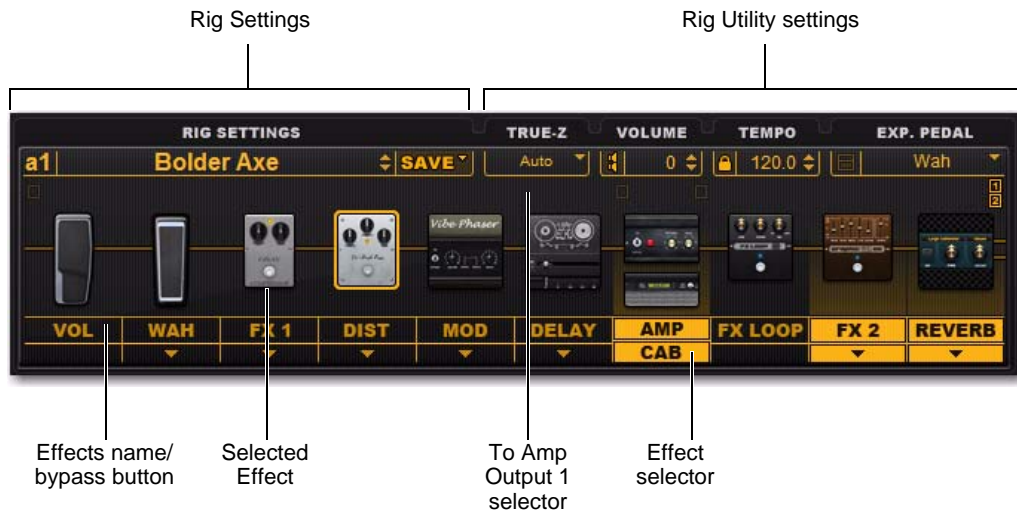 Rig Settings
Rig Utility settings
RIG SETTINGS
TRUE-Z
VOLUME
TEMPO
EXP. PEDAL
a1
Bolder Axe
SAVE
Auto
0
120.0
Wah
1
2
Vibe Phaser
FX LOOP
VOL
WAH
FX 1
DIST
MOD
DELAY
AMP
FX LOOP
FX 2
REVERB
CAB
Effects name/
bypass button
Selected
Effect
To Amp
Output 1
selector
Effect
selector